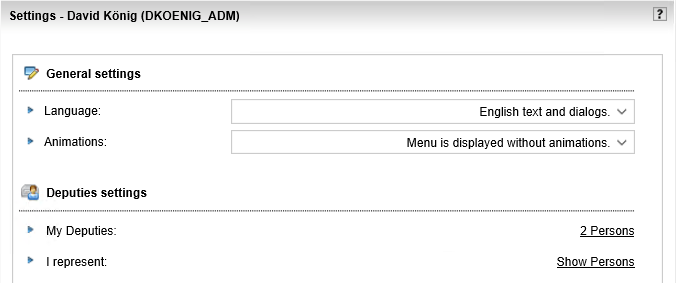 Settings - David König (DKOENIG_ADM)
?
General settings
Language: English text and dialogs.
Animations: Menu is displayed without animations.
Deputies settings
My Deputies: 2 Persons
I represent: Show Persons